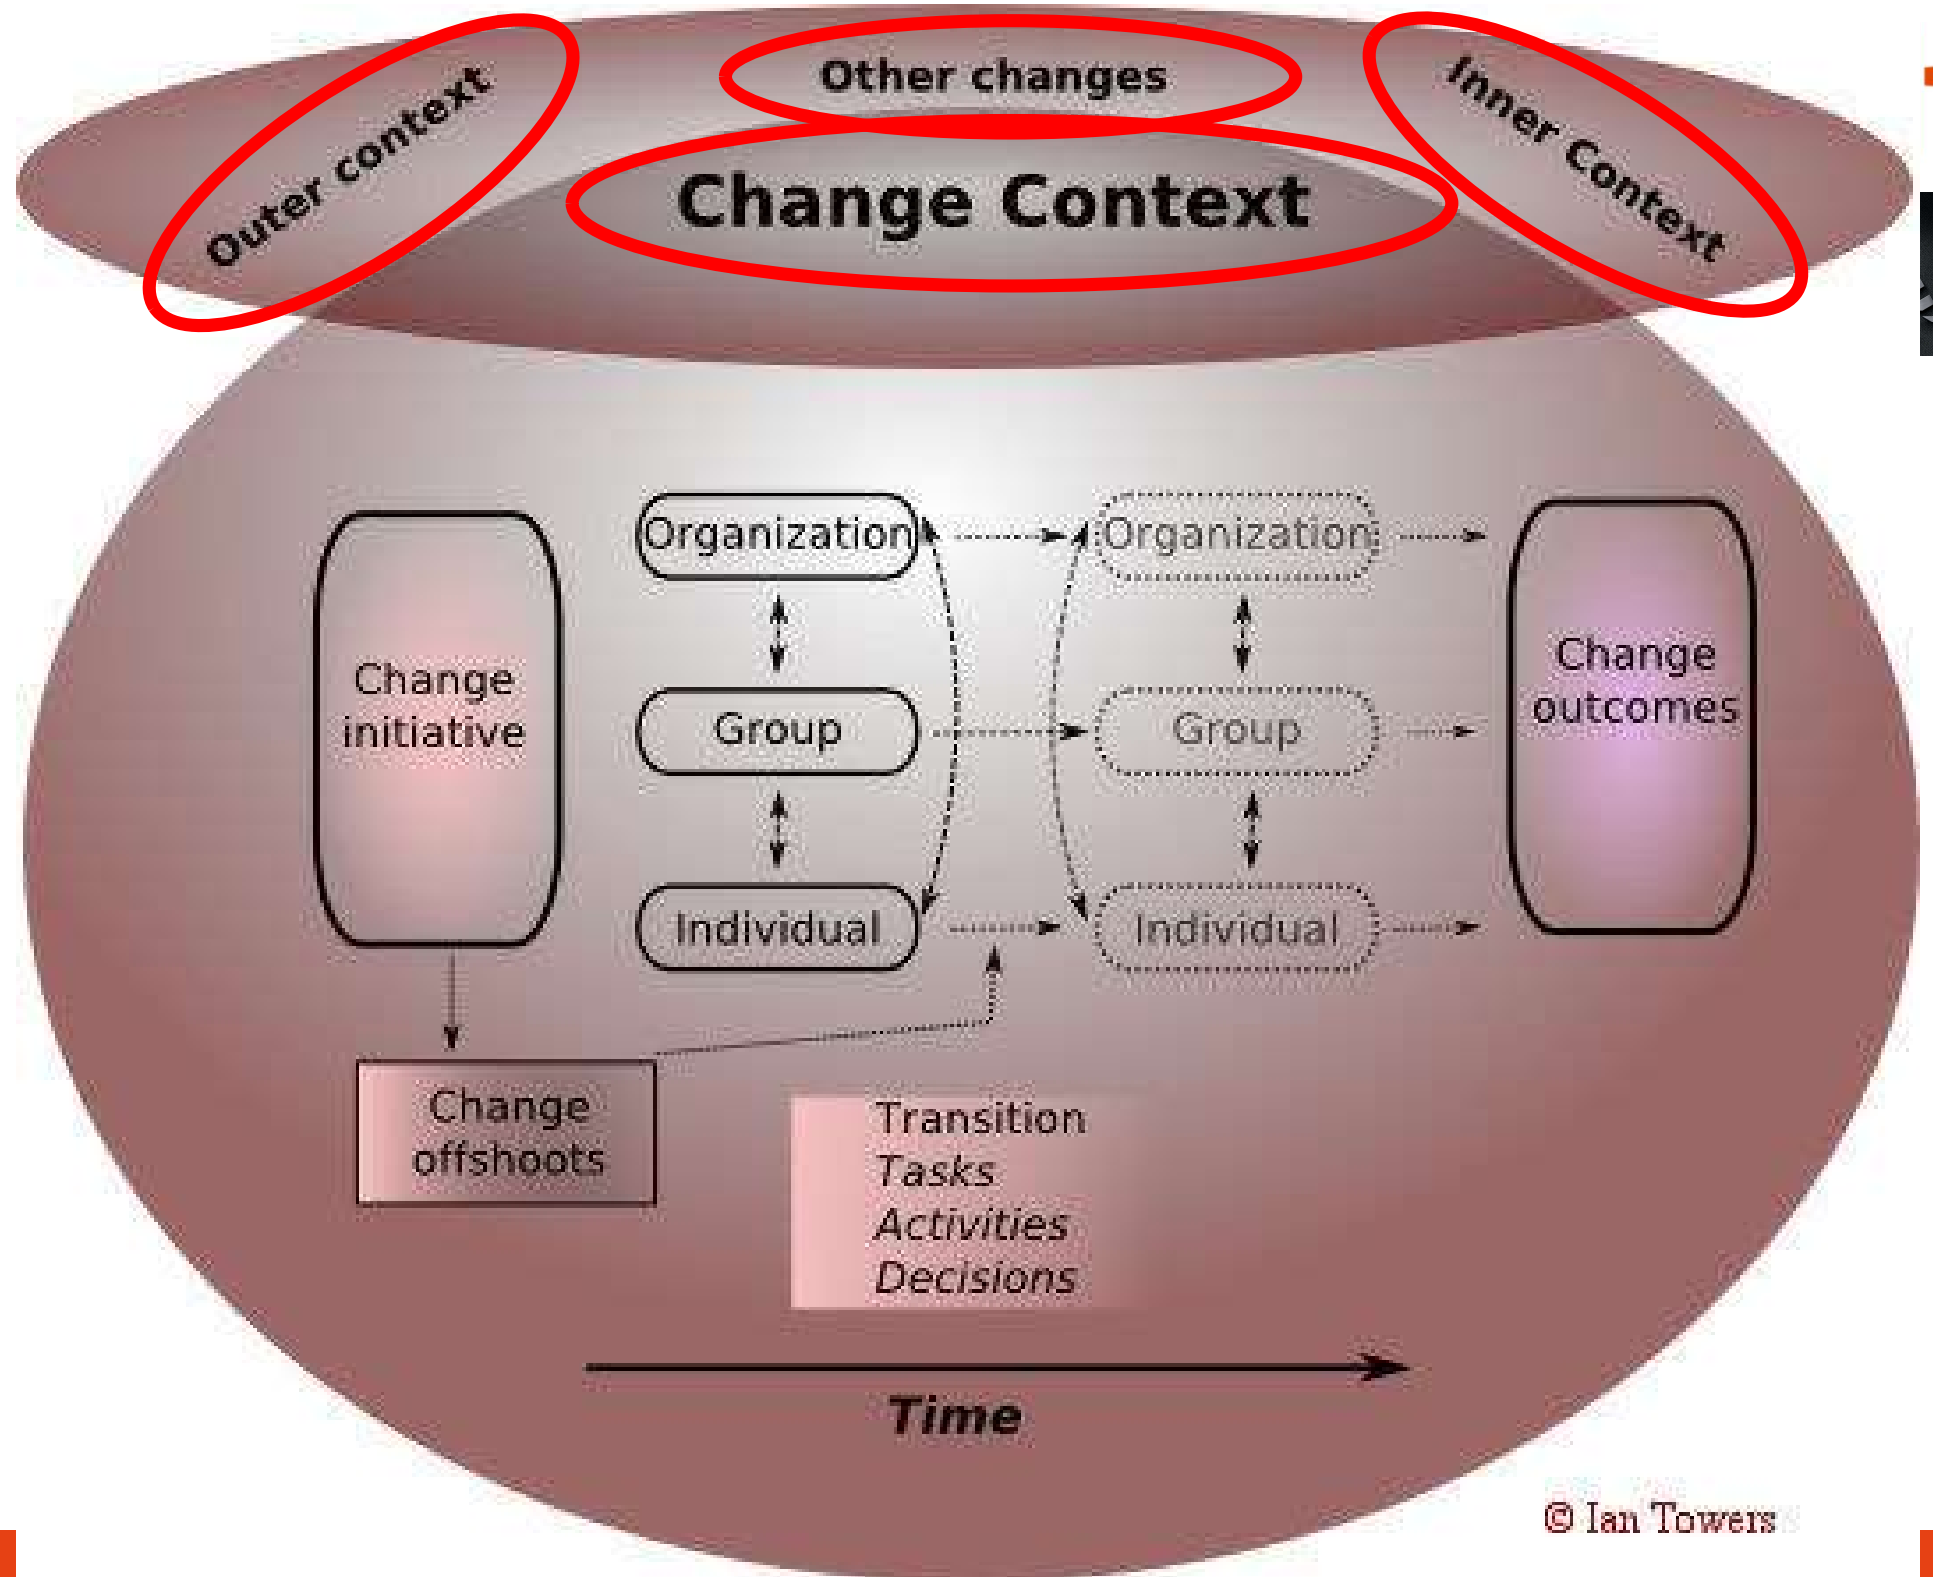 Outer context
Other changes
Inner Context
Change Context
Organization
Organization
Change
initiative
Group
Group
Change
outcomes
Individual
Individual
Change
offshoots
Transition
Tasks
Activities
Decisions
Time
© Ian Towers